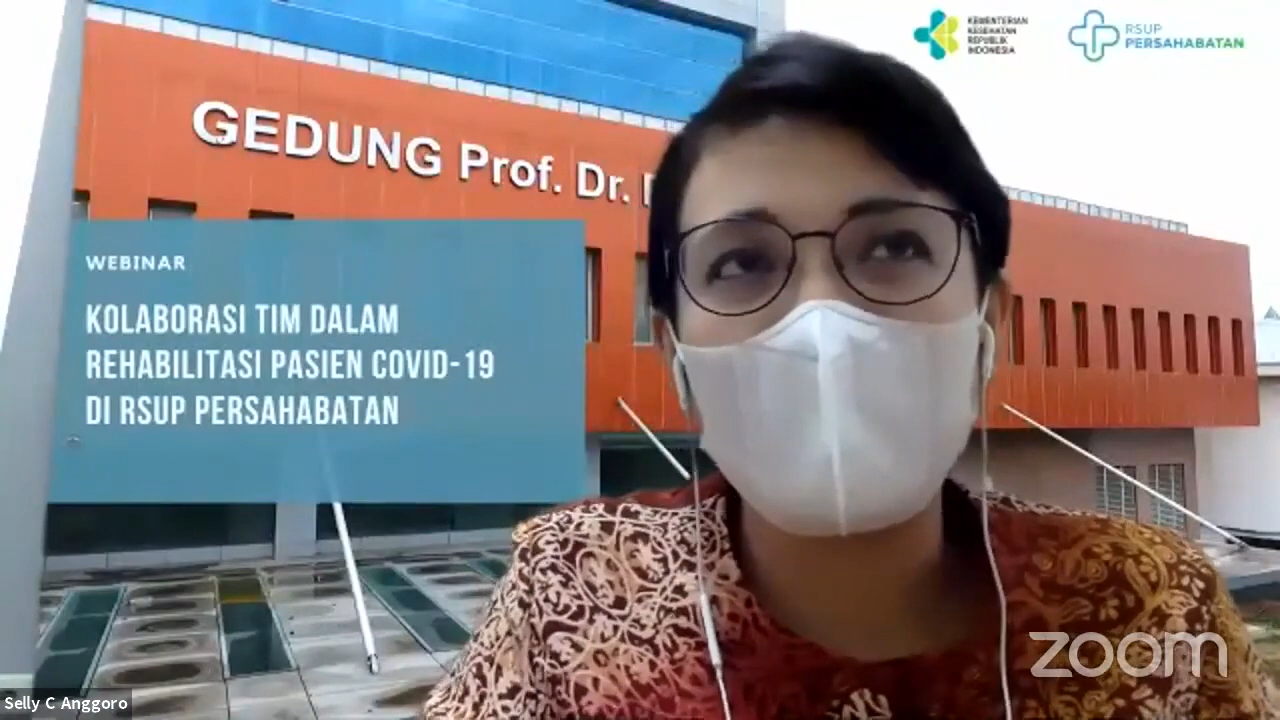 KEMENTERIAN
KESEHATAN
REPUBLIK
INDONESIA
RSUP
PERSAHABATAN
GEDUNG Prof. Dr.
WEBINAR
KOLABORASI TIM DALAM
REHABILITASI PASIEN COVID-19
DI RSUP PERSAHABATAN
zoom
Selly C Anggoro